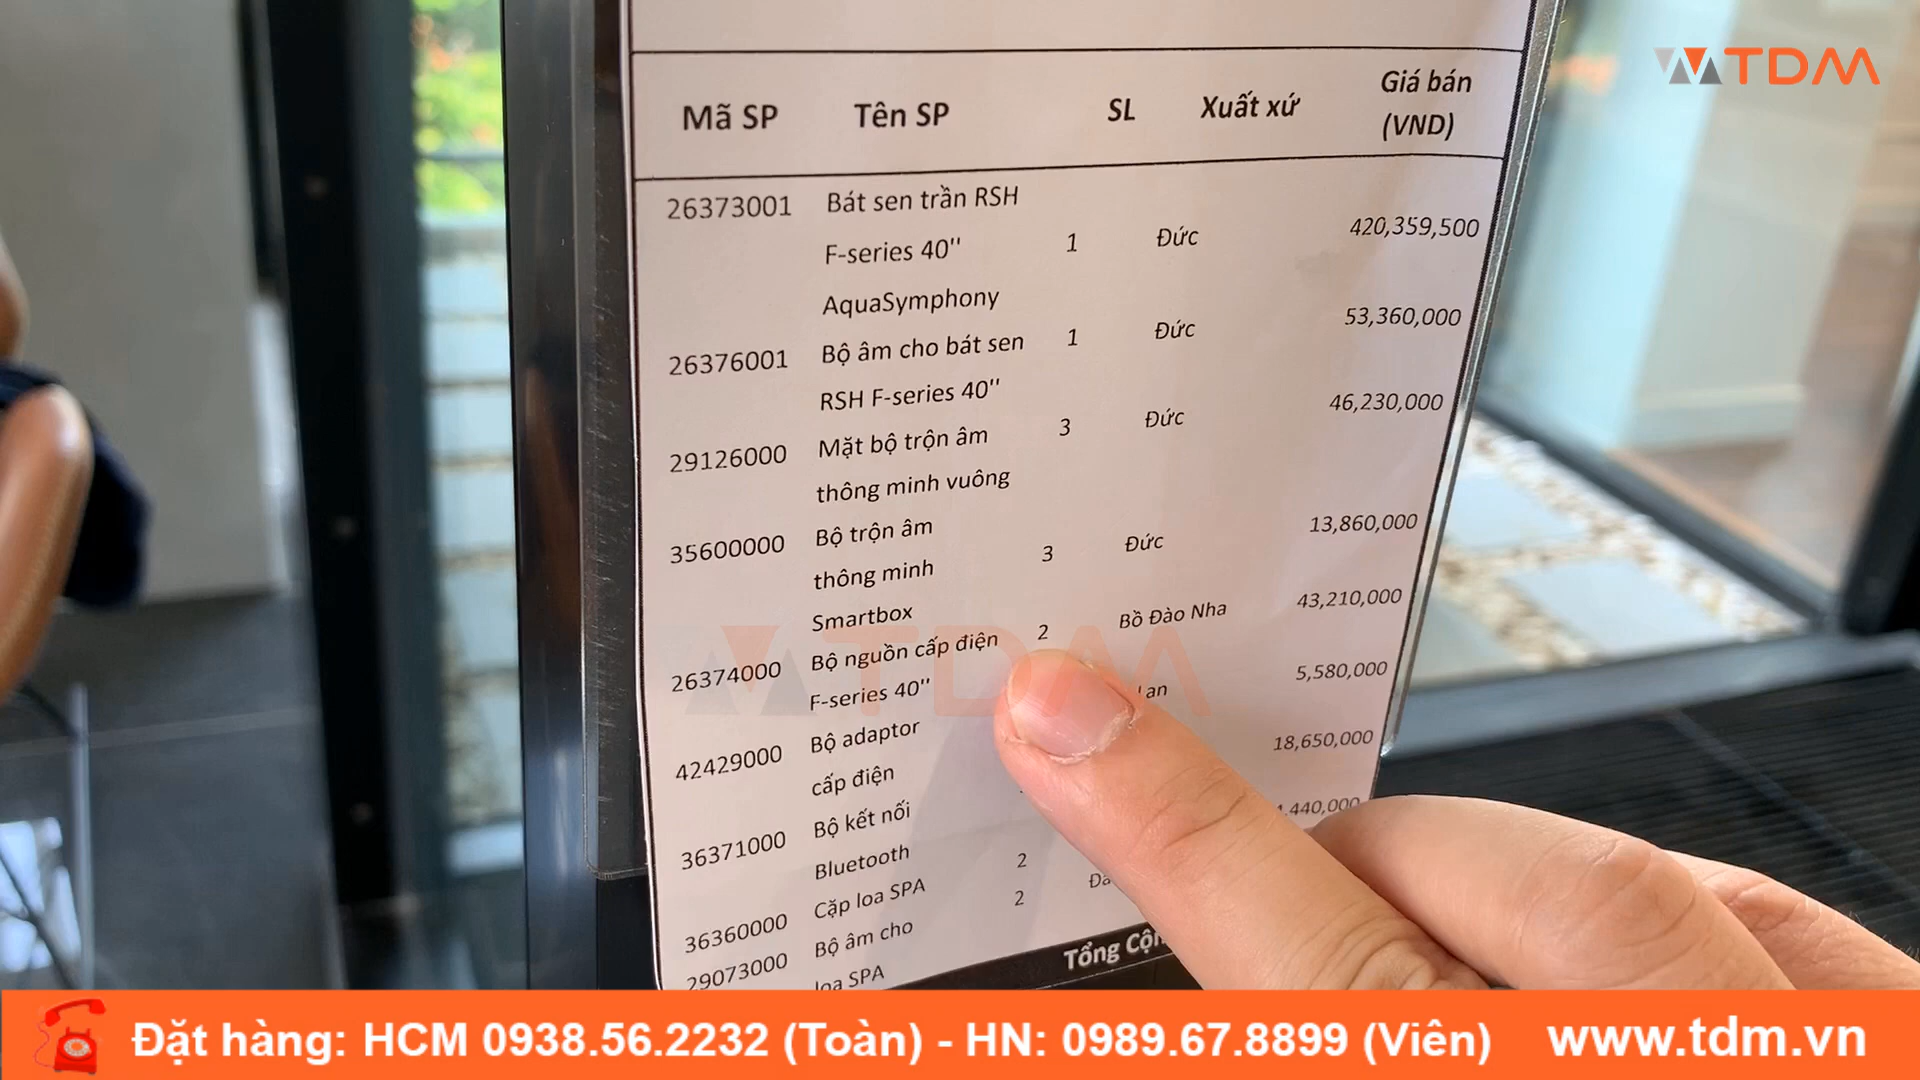 TDM
Mã SP Tên SP SL Xuất xứ Giá bán (VND)
26373001 Bát sen trần RSH
F-series 40'' 1 Đức 420,359,500
AquaSymphony
26376001 Bộ âm cho bát sen 1 Đức 53,360,000
RSH F-series 40''
29126000 Mặt bộ trộn âm 3 Đức 46,230,000
thông minh vuông
35600000 Bộ trộn âm
thông minh 3 Đức 13,860,000
Smartbox
26374000 Bộ nguồn cấp điện 2 Bồ Đào Nha 43,210,000
F-series 40''
42429000 Bộ adaptor 5,580,000
cấp điện
36371000 Bộ kết nối 18,650,000
Bluetooth
36360000 Cặp loa SPA 2 440,000
29073000 Bộ âm cho 2
loa SPA
Tổng
TDM
Đặt hàng: HCM 0938.56.2232 (Toàn) - HN: 0989.67.8899 (Viên) www.tdm.vn